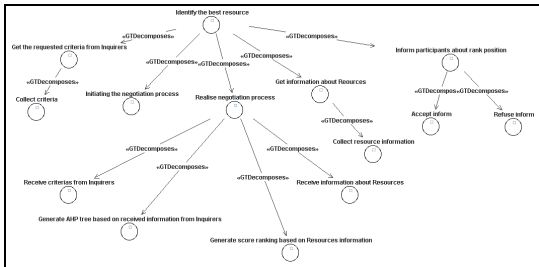 Identify the best resource
«GTDecomposes»
«GTDecomposes»
Get the requested criteria from Inquirers
Inform participants about rank position
«GTDecomposes»
«GTDecomposes»
«GTDecomposes»
«GTDecomposes»
Get information about Reources
«GTDecompos«GTDecomposes»
Collect criteria
Initiating the negotiation process
Realise negotiation process
Accept inform
Refuse inform
«GTDecomposes»
Collect resource information
«GTDecomposes»
«GTDecomposes»
«GTDecomposes»
«GTDecomposes»
Receive criterias from Inquirers
Receive information about Resources
Generate AHP tree based on received information from Inquirers
Generate score ranking based on Resources information